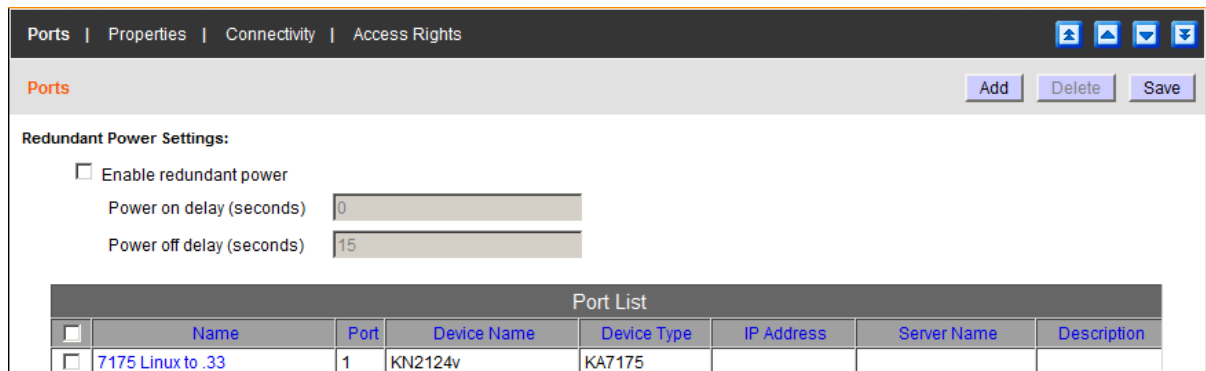 Ports | Properties | Connectivity | Access Rights
Ports Add Delete Save
Redundant Power Settings:
Enable redundant power
Power on delay (seconds) 0
Power off delay (seconds) 15
Port List
Name Port Device Name Device Type IP Address Server Name Description
7175 Linux to .33 1 KN2124v KA7175